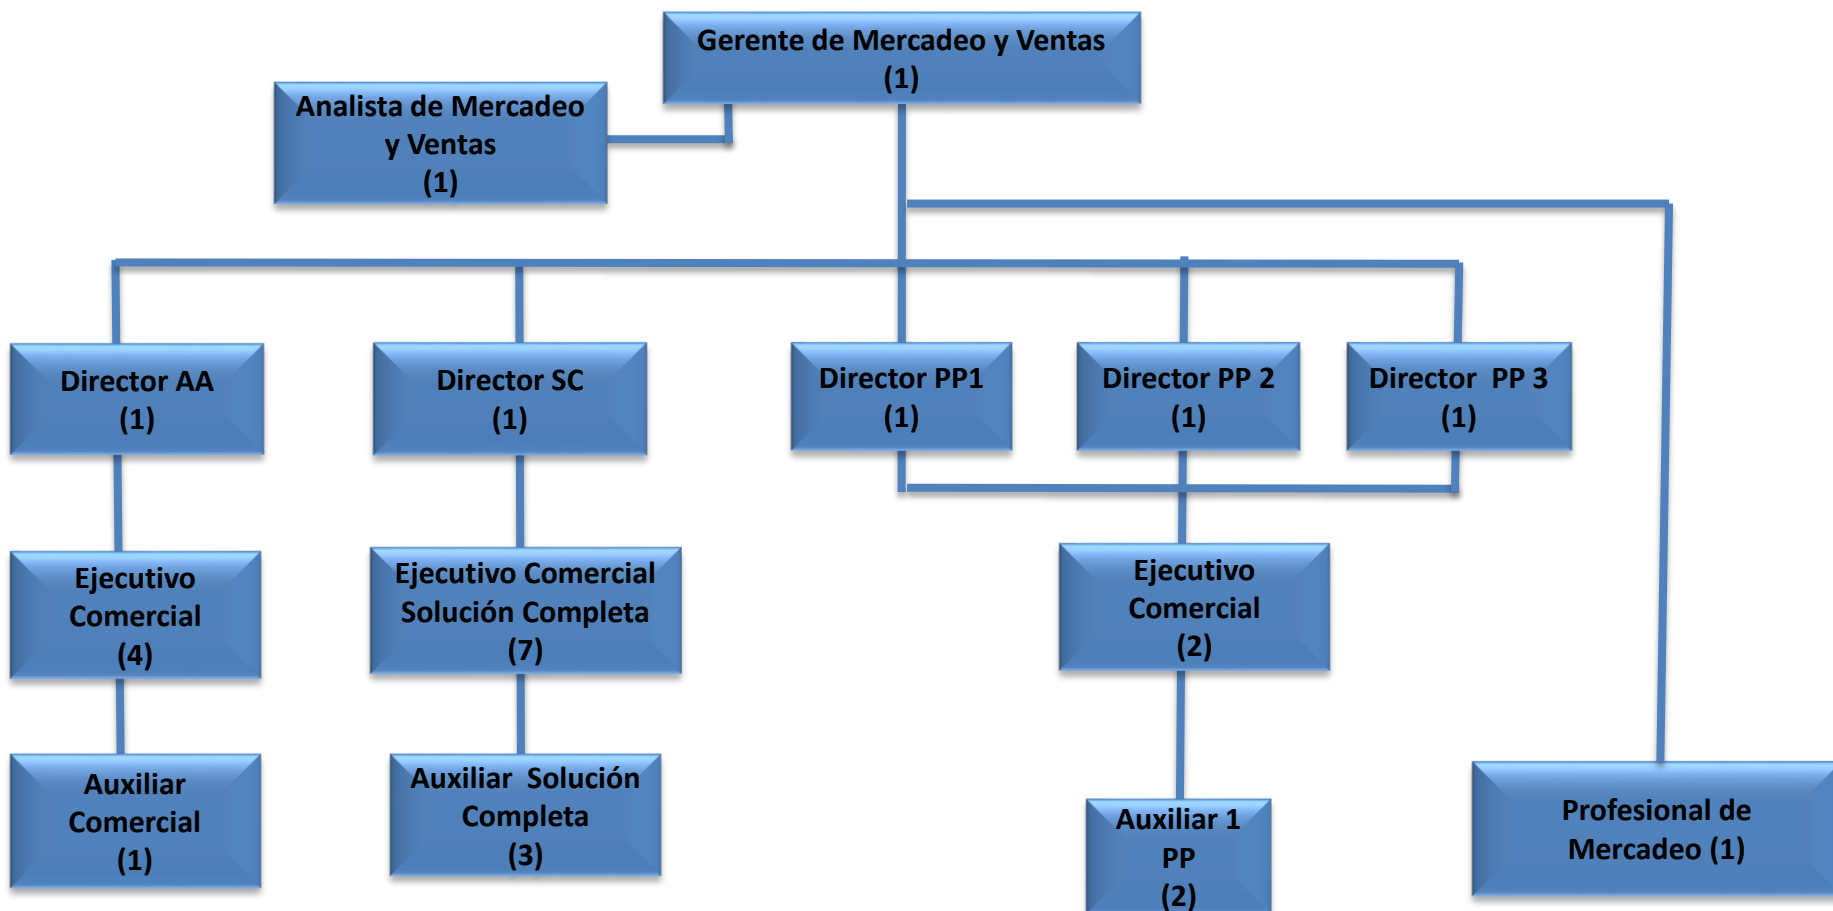 Gerente de Mercadeo y Ventas
(1)
Analista de Mercadeo
y Ventas
(1)
Director AA
(1)
Director SC
(1)
Director PP1
(1)
Director PP 2
(1)
Director PP 3
(1)
Ejecutivo
Comercial
(4)
Ejecutivo Comercial
Solución Completa
(7)
Ejecutivo
Comercial
(2)
Auxiliar
Comercial
(1)
Auxiliar Solución
Completa
(3)
Auxiliar 1
PP
(2)
Profesional de
Mercadeo (1)